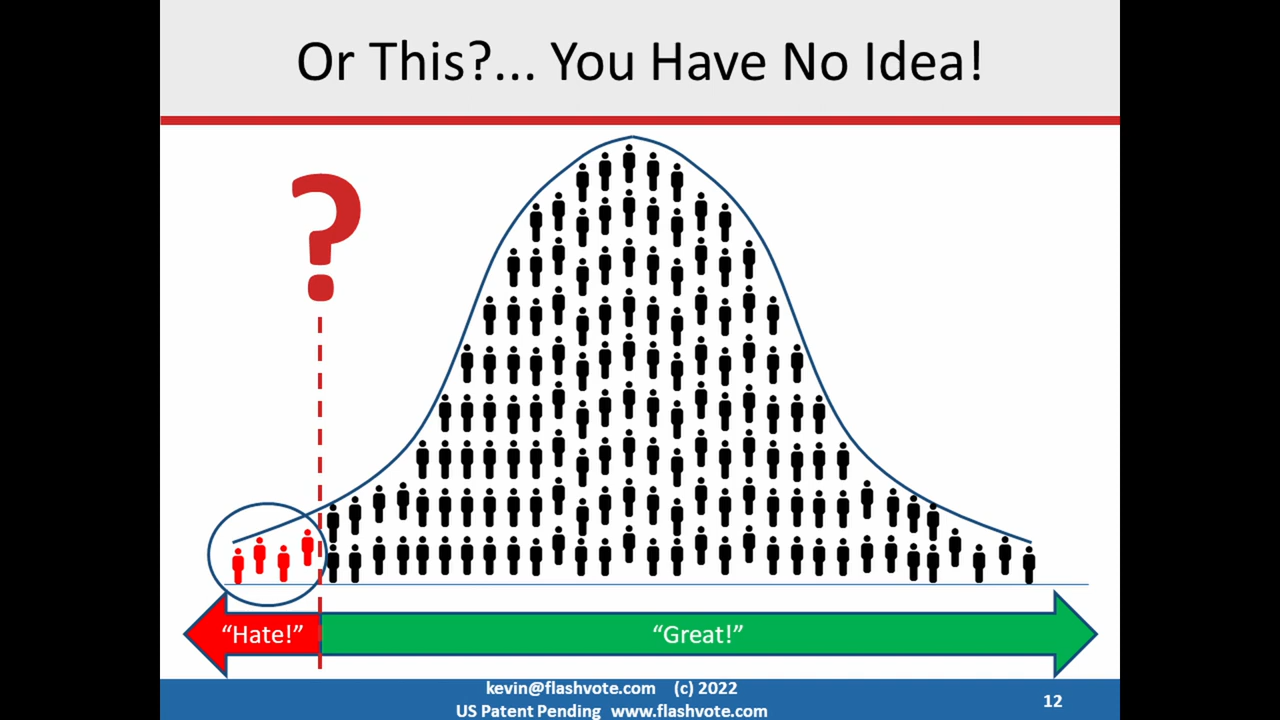 Or This?... You Have No Idea!
?
“Hate!”
“Great!”
kevin@flashvote.com (c) 2022
US Patent Pending www.flashvote.com
12